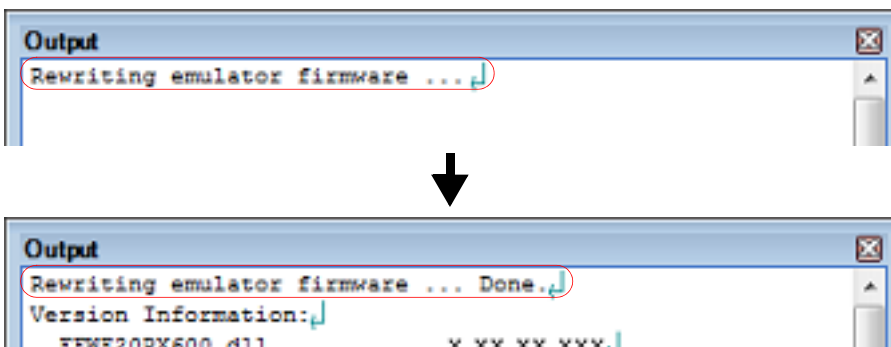 Output
Rewriting emulator firmware ...
Output
Rewriting emulator firmware ... Done.
Version Information: